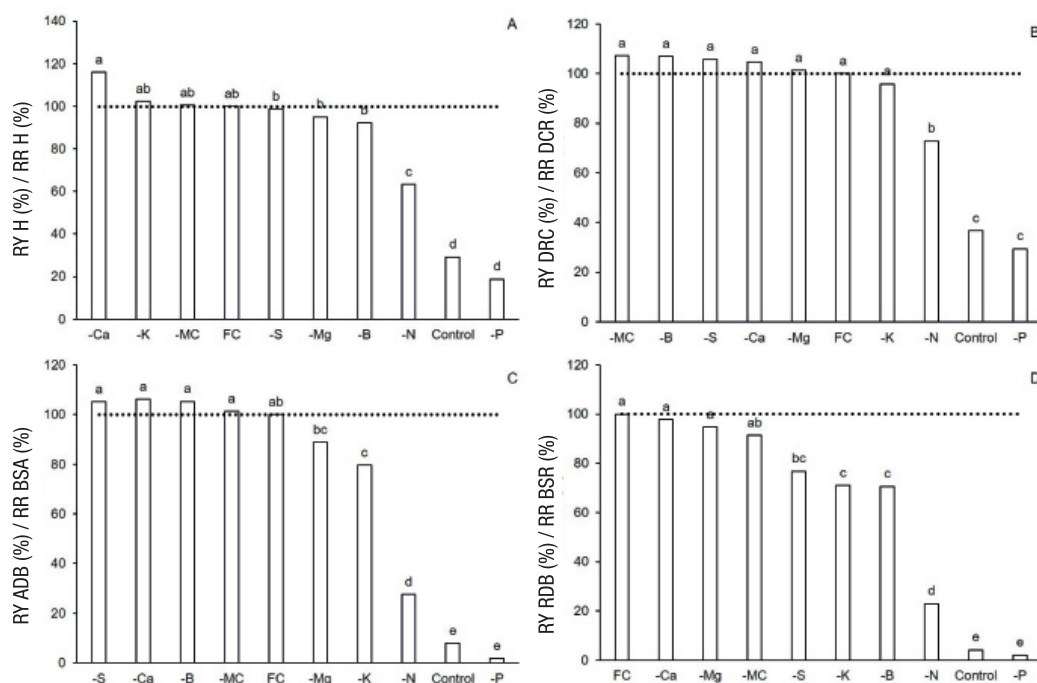 A
RY H (%) / RR H (%)
140
120
100
80
60
40
20
0
a
ab
ab
ab
b
b
b
c
d
d
-Ca -K -MC FC -S -Mg -B -N Control -P
B
RY DRC (%) / RR DCR (%)
120
100
80
60
40
20
0
a
a
a
a
a
a
a
b
c
c
-MC -B -S -Ca -Mg FC -K -N Control -P
C
RY ADB (%) / RR BSA (%)
120
100
80
60
40
20
0
a
a
a
a
ab
bc
c
d
e
e
-S -Ca -B -MC FC -Mg -K -N Control -P
D
RY RDB (%) / RR BSR (%)
120
100
80
60
40
20
0
a
a
a
ab
bc
c
c
d
e
e
FC -Ca -Mg -MC -S -K -B -N Control -P